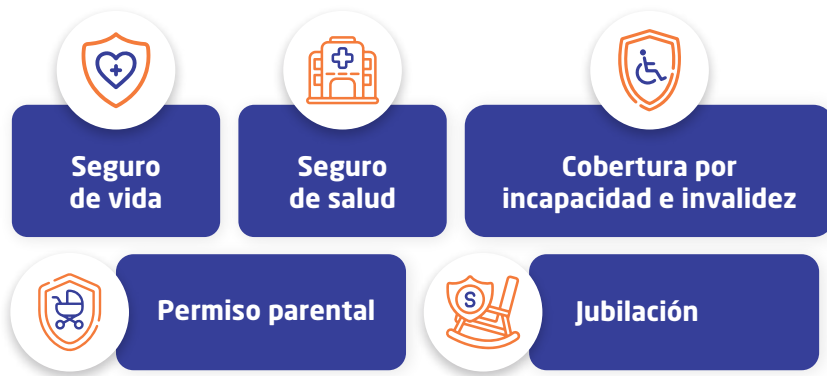 Seguro
de vida
Seguro
de salud
Cobertura por
incapacidad e invalidez
Permiso parental
S
Jubilación